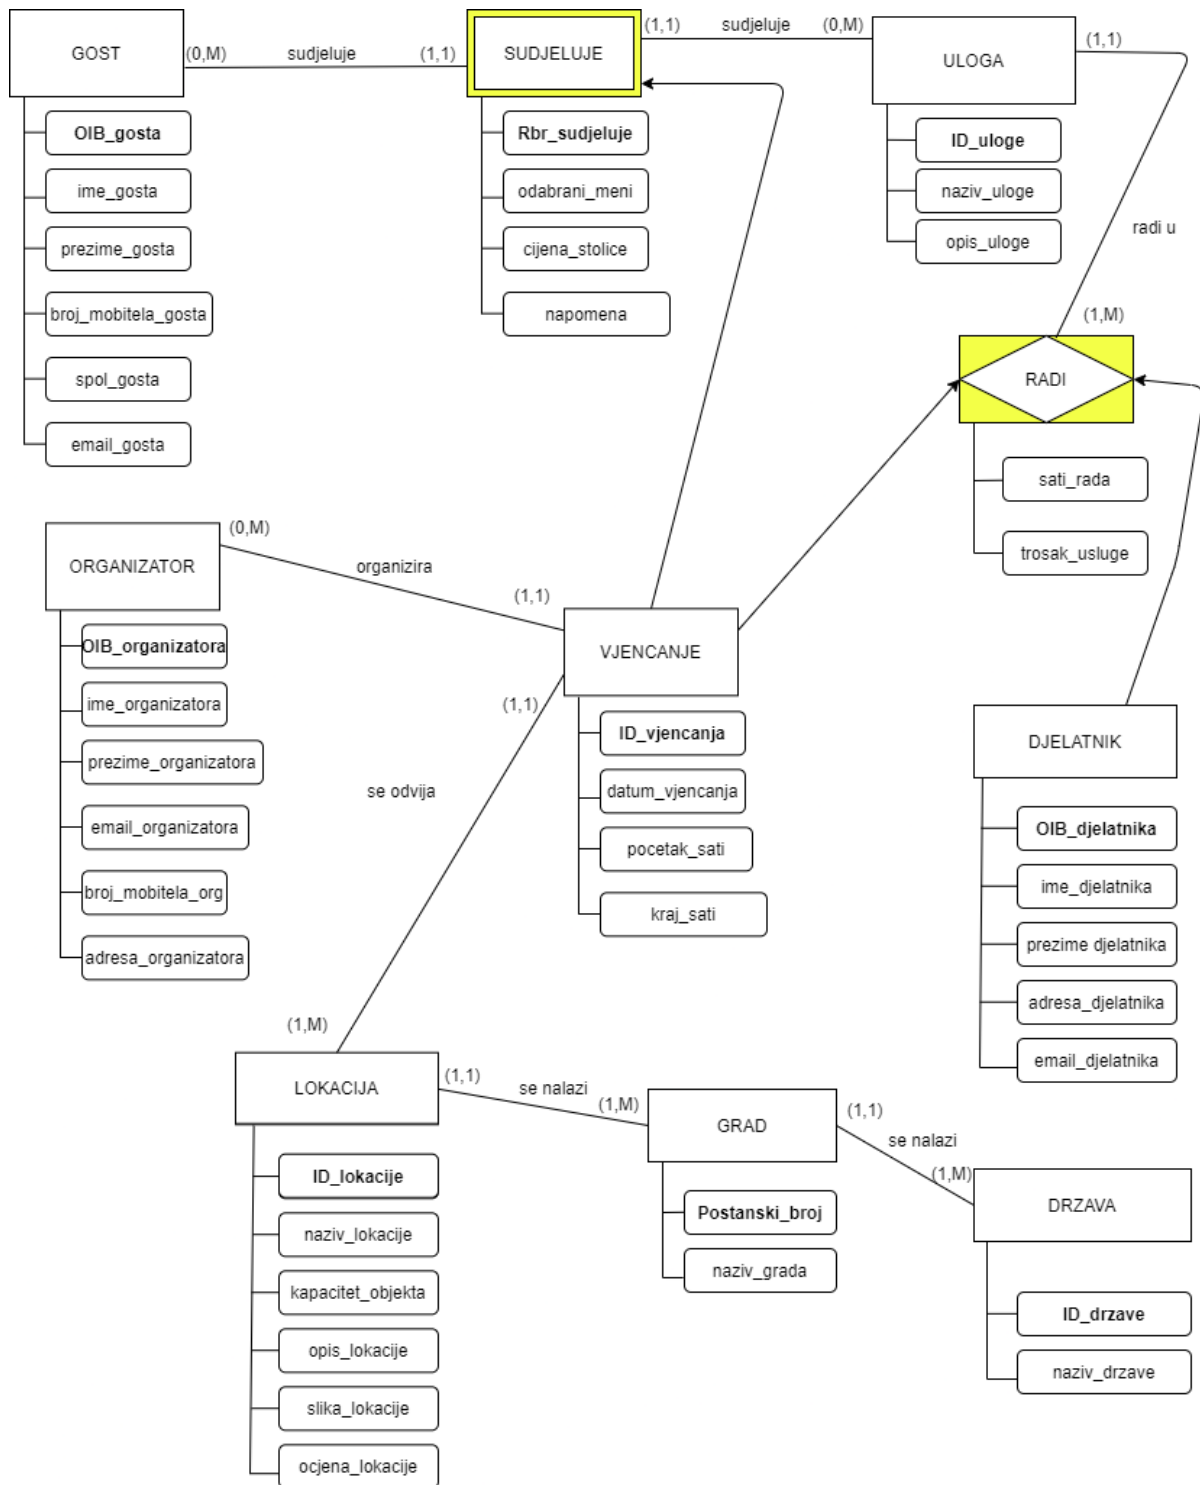 GOST
(0,M)
sudjeluje
(1,1)
SUDJELUJE
(1,1)
sudjeluje
(0,M)
ULOGA
(1,1)
OIB_gosta
ime_gosta
prezime_gosta
broj_mobitela_gosta
spol_gosta
email_gosta
Rbr_sudjeluje
odabrani_meni
cijena_stolice
napomena
ID_uloge
naziv_uloge
opis_uloge
radi u
(1,M)
RADI
sati_rada
trosak_usluge
ORGANIZATOR
(0,M)
organizira
(1,1)
VJENCANJE
(1,1)
OIB_organizatora
ime_organizatora
prezime_organizatora
email_organizatora
broj_mobitela_org
adresa_organizatora
ID_vjencanja
datum_vjencanja
pocetak_sati
kraj_sati
se odvija
DJELATNIK
OIB_djelatnika
ime_djelatnika
prezime djelatnika
adresa_djelatnika
email_djelatnika
(1,M)
LOKACIJA
(1,1)
se nalazi
(1,M)
GRAD
(1,1)
se nalazi
(1,M)
DRZAVA
ID_lokacije
naziv_lokacije
kapacitet_objekta
opis_lokacije
slika_lokacije
ocjena_lokacije
Postanski_broj
naziv_grada
ID_drzave
naziv_drzave